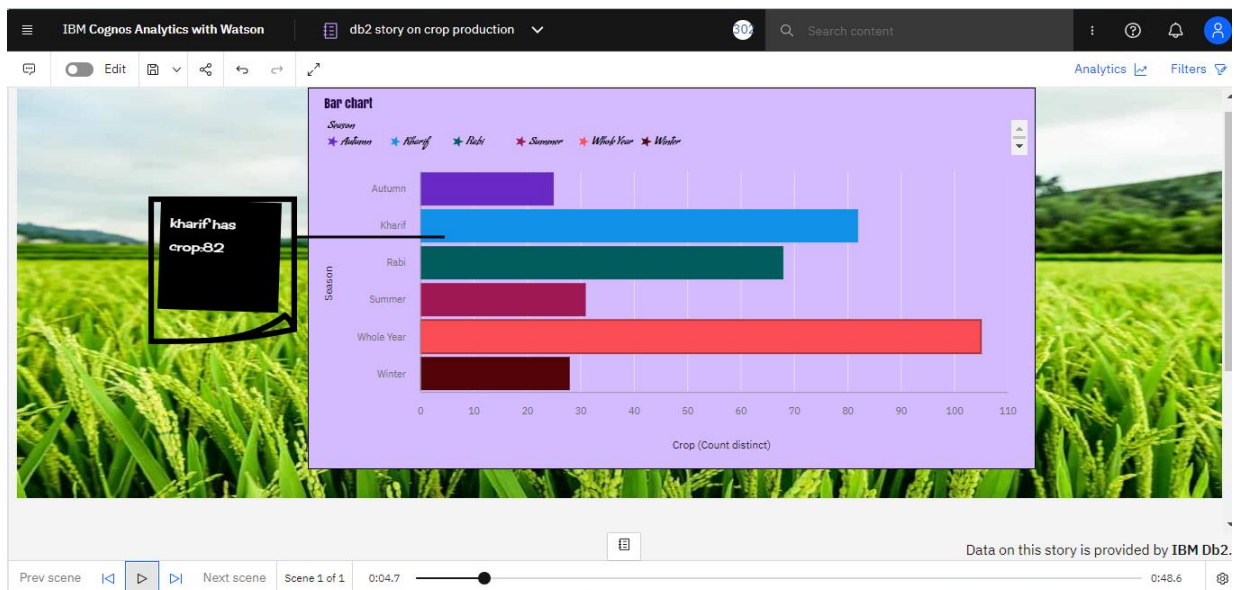 IBM Cognos Analytics with Watson
db2 story on crop production
302
Search content
Edit
Analytics
Filters
Bar chart
Season
Autumn Kharif Rabi Summer Whole Year Winter
kharif has
crop:82
Season
Autumn
Kharif
Rabi
Summer
Whole Year
Winter
0 10 20 30 40 50 60 70 80 90 100 110
Crop (Count distinct)
Data on this story is provided by IBM Db2.
Prev scene
Next scene
Scene 1 of 1
0:04.7
0:48.6